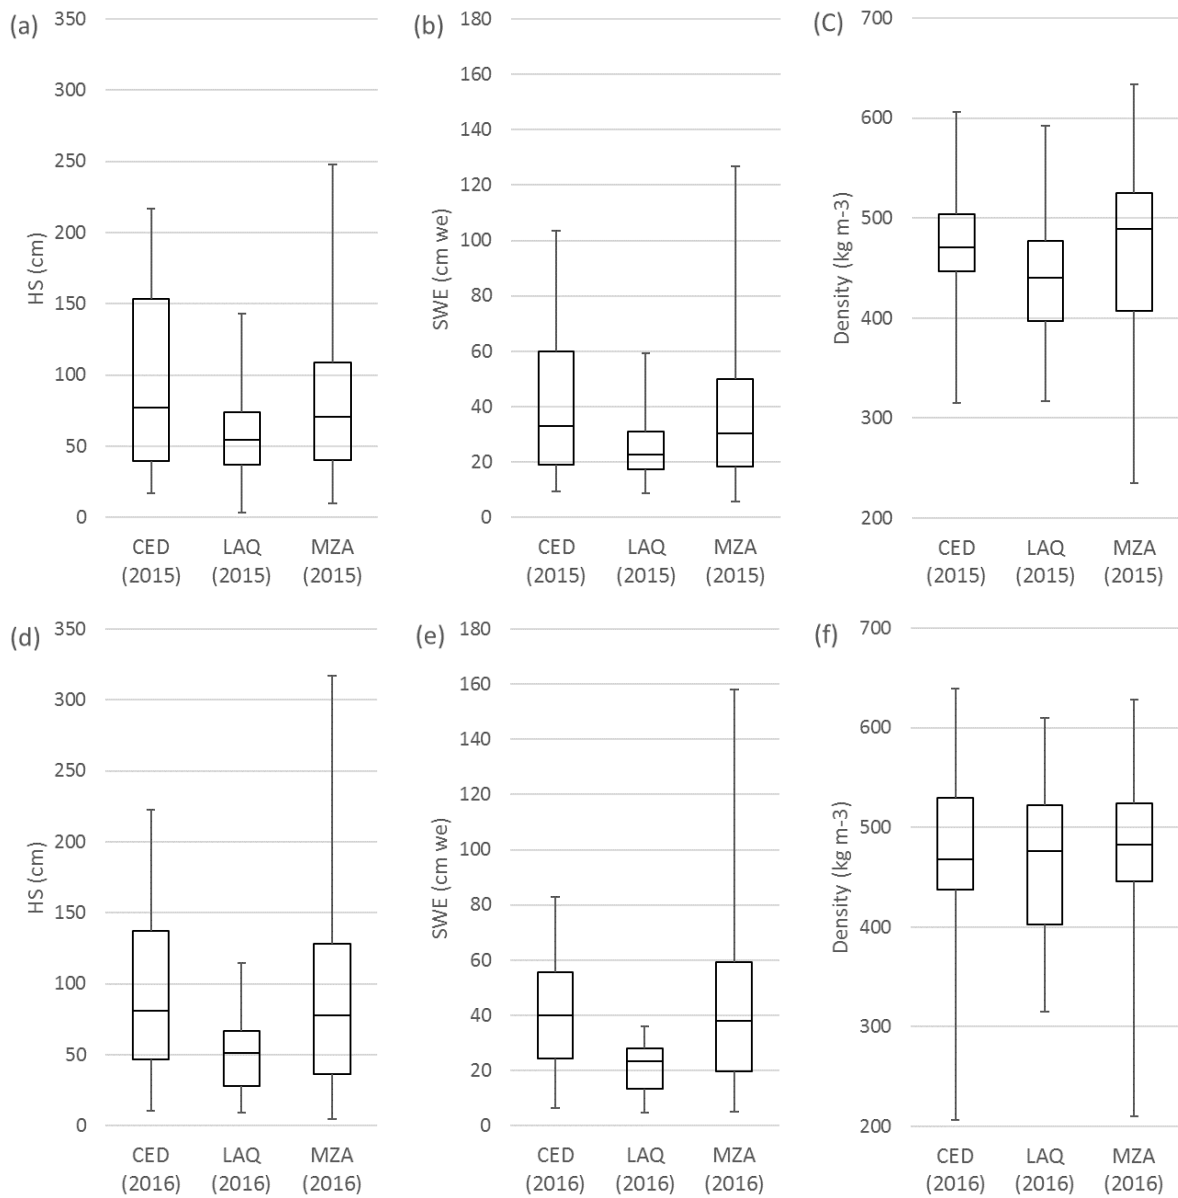 (a)
350
300
250
200
150
100
50
0
HS (cm)
CED LAQ MZA
(2015) (2015) (2015)
(b)
180
160
140
120
100
80
60
40
20
0
SWE (cm we)
CED LAQ MZA
(2015) (2015) (2015)
(C)
700
600
500
400
300
200
Density (kg m-3)
CED LAQ MZA
(2015) (2015) (2015)
(d)
350
300
250
200
150
100
50
0
HS (cm)
CED LAQ MZA
(2016) (2016) (2016)
(e)
180
160
140
120
100
80
60
40
20
0
SWE (cm we)
CED LAQ MZA
(2016) (2016) (2016)
(f)
700
600
500
400
300
200
Density (kg m-3)
CED LAQ MZA
(2016) (2016) (2016)